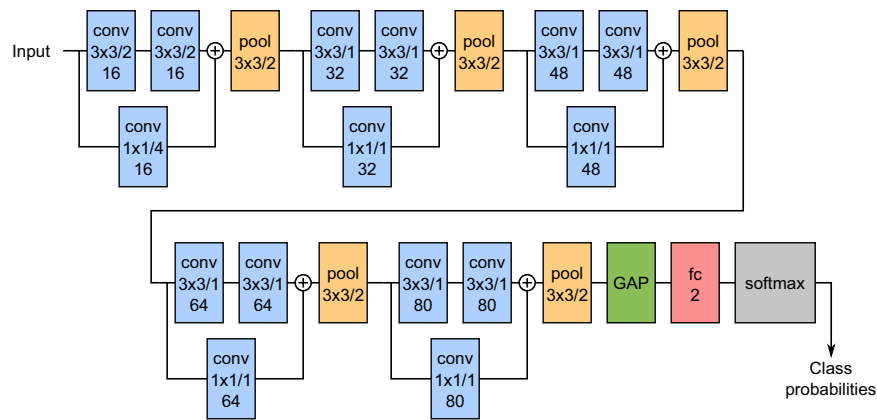 Input
conv
3x3/2
16
conv
3x3/2
16
pool
3x3/2
conv
1x1/4
16
conv
3x3/1
32
conv
3x3/1
32
pool
3x3/2
conv
1x1/1
32
conv
3x3/1
48
conv
3x3/1
48
pool
3x3/2
conv
1x1/1
48
conv
3x3/1
64
conv
3x3/1
64
pool
3x3/2
conv
1x1/1
64
conv
3x3/1
80
conv
3x3/1
80
pool
3x3/2
conv
1x1/1
80
GAP
fc
2
softmax
Class
probabilities